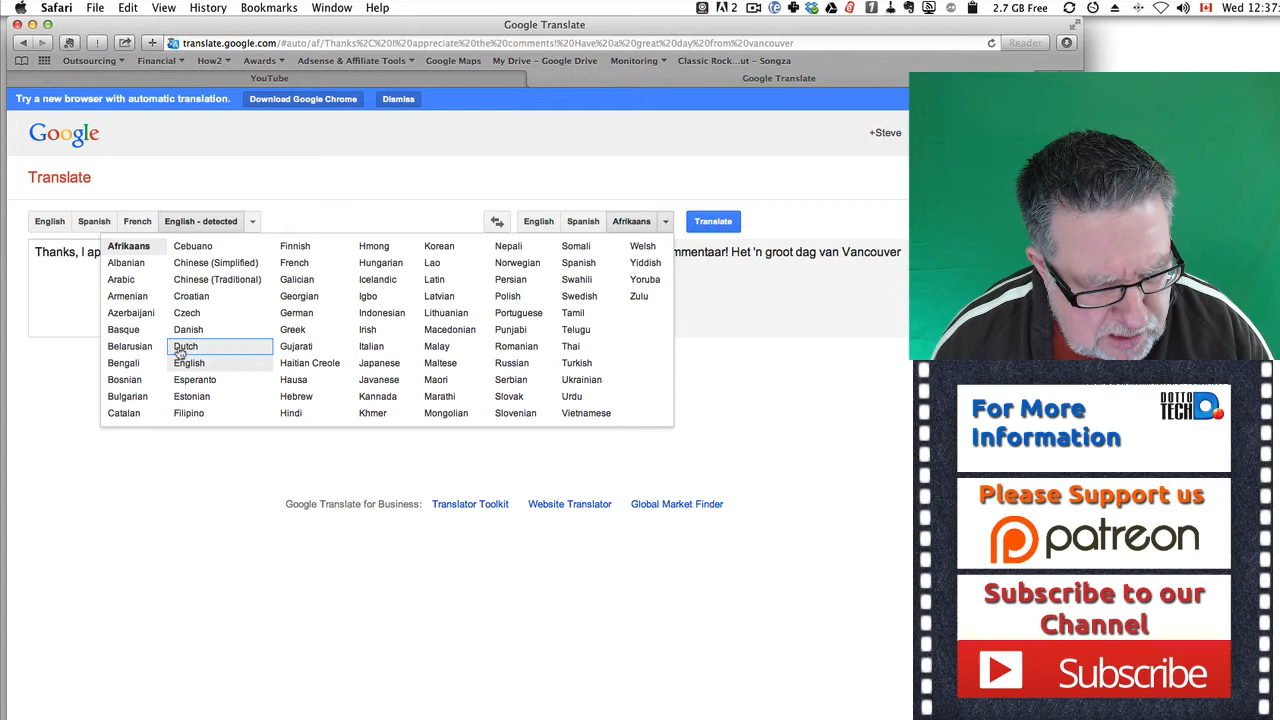 Safari File Edit View History Bookmarks Window Help 2 2.7 GB Free Wed 12:37:
Google Translate
translate.google.com/#auto/af/Thanks%2C%20I%20appreciate%20the%20comments!%20Have%20a%20great%20day%20from%20vancouver Reader
Outsourcing Financial How2 Awards Adsense & Affiliate Tools Google Maps My Drive – Google Drive Monitoring Classic Rock...ut – Songza
YouTube Google Translate
Try a new browser with automatic translation. Download Google Chrome Dismiss
Google +Steve
Translate
English Spanish French English - detected English Spanish Afrikaans Translate
Thanks, I ap mmentaar! Het 'n groot dag van Vancouver
Afrikaans Cebuano Finnish Hmong Korean Nepali Somali Welsh
Albanian Chinese (Simplified) French Hungarian Lao Norwegian Spanish Yiddish
Arabic Chinese (Traditional) Galician Icelandic Latin Persian Swahili Yoruba
Armenian Croatian Georgian Igbo Latvian Polish Swedish Zulu
Azerbaijani Czech German Indonesian Lithuanian Portuguese Tamil
Basque Danish Greek Irish Macedonian Punjabi Telugu
Belarusian Dutch Gujarati Italian Malay Romanian Thai
Bengali English Haitian Creole Japanese Maltese Russian Turkish
Bosnian Esperanto Hausa Javanese Maori Serbian Ukrainian
Bulgarian Estonian Hebrew Kannada Marathi Slovak Urdu
Catalan Filipino Hindi Khmer Mongolian Slovenian Vietnamese
Google Translate for Business: Translator Toolkit Website Translator Global Market Finder
For More
Information
DOTTO
TECH
Please Support us
patreon
Subscribe to our
Channel
Subscribe